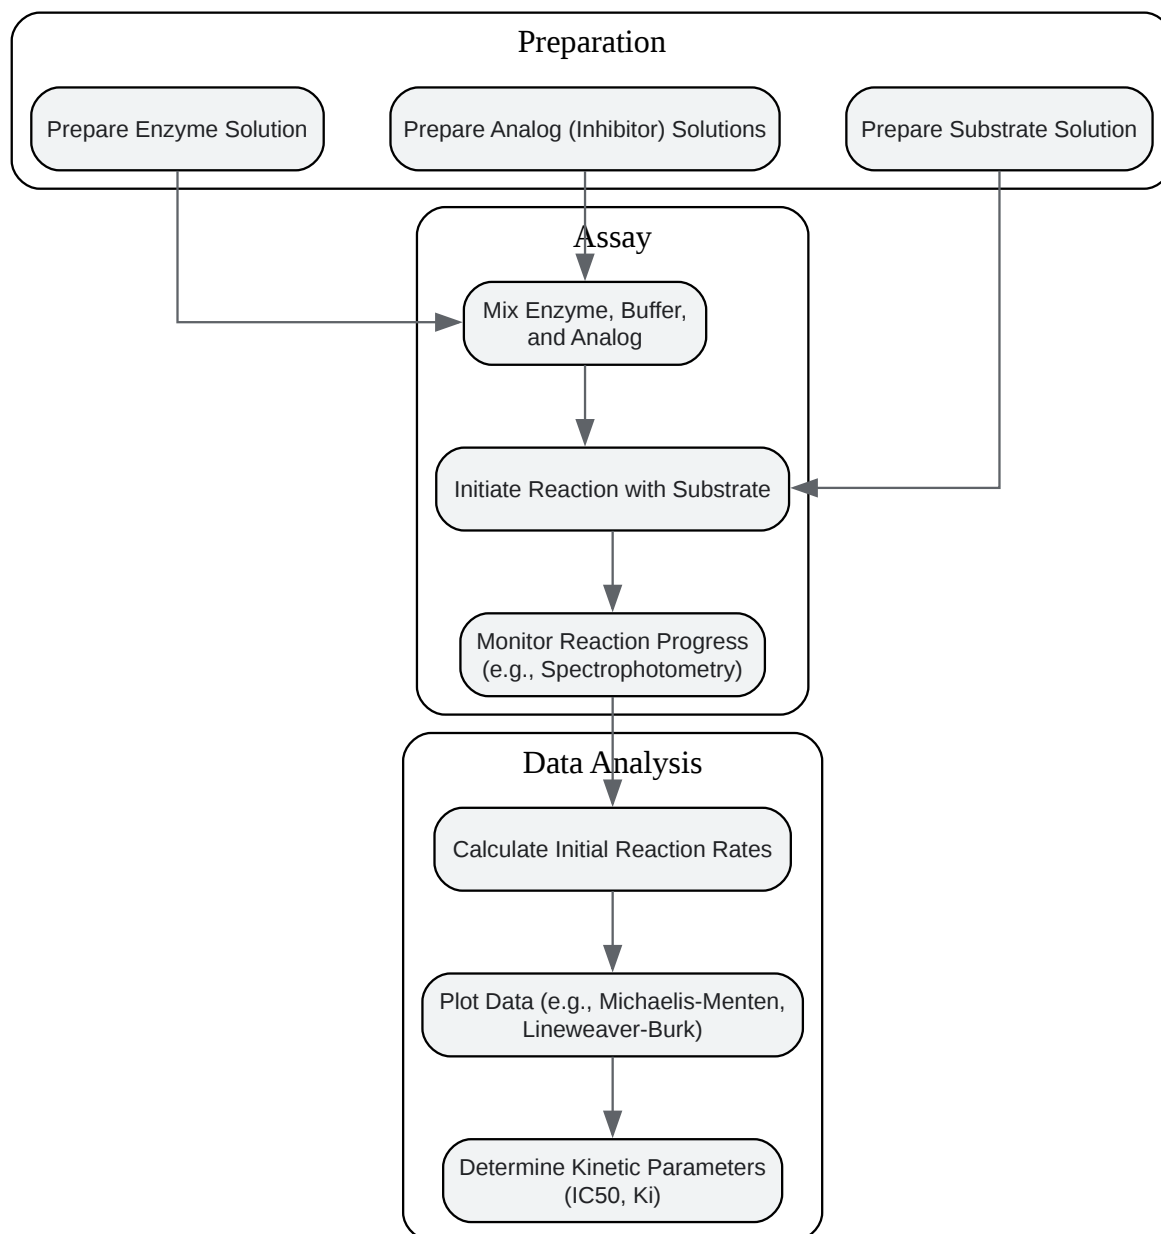 Preparation
Prepare Enzyme Solution
Prepare Analog (Inhibitor) Solutions
Prepare Substrate Solution
Assay
Mix Enzyme, Buffer,
and Analog
Initiate Reaction with Substrate
Monitor Reaction Progress
(e.g., Spectrophotometry)
Data Analysis
Calculate Initial Reaction Rates
Plot Data (e.g., Michaelis-Menten,
Lineweaver-Burk)
Determine Kinetic Parameters
(IC50, Ki)